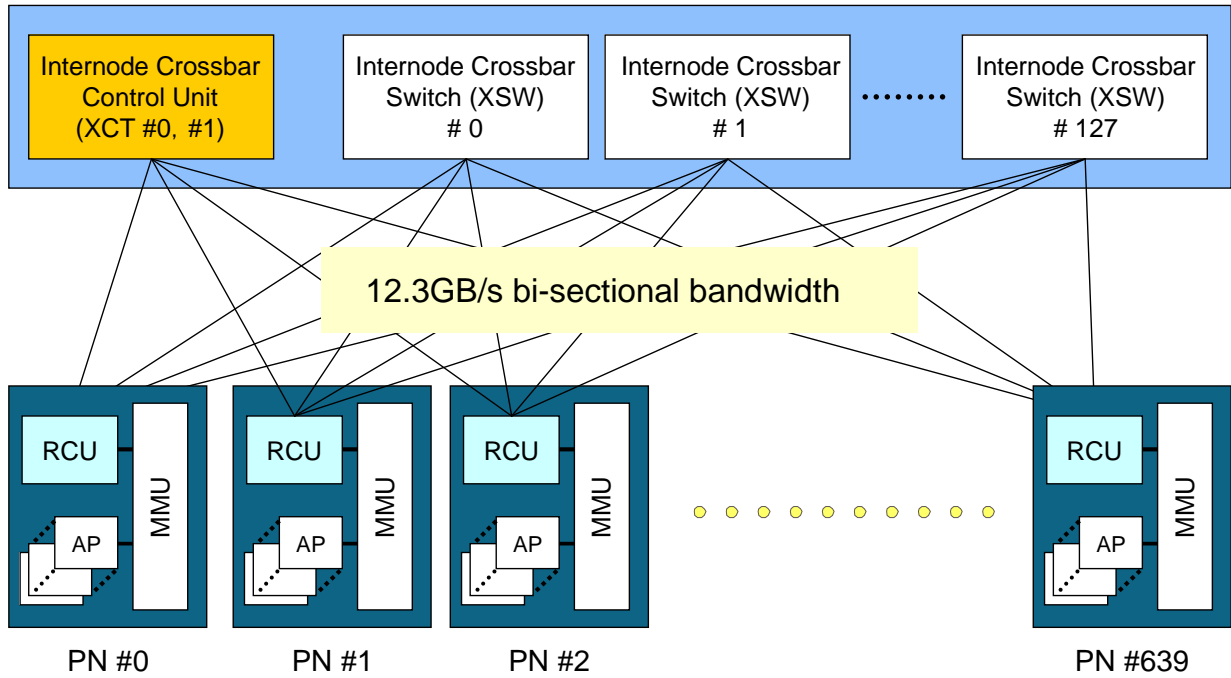 Internode Crossbar
Control Unit
(XCT #0, #1)
Internode Crossbar
Switch (XSW)
# 0
Internode Crossbar
Switch (XSW)
# 1
Internode Crossbar
Switch (XSW)
# 127
12.3GB/s bi-sectional bandwidth
RCU
MMU
AP
RCU
MMU
AP
RCU
MMU
AP
RCU
MMU
AP
PN #0
PN #1
PN #2
PN #639